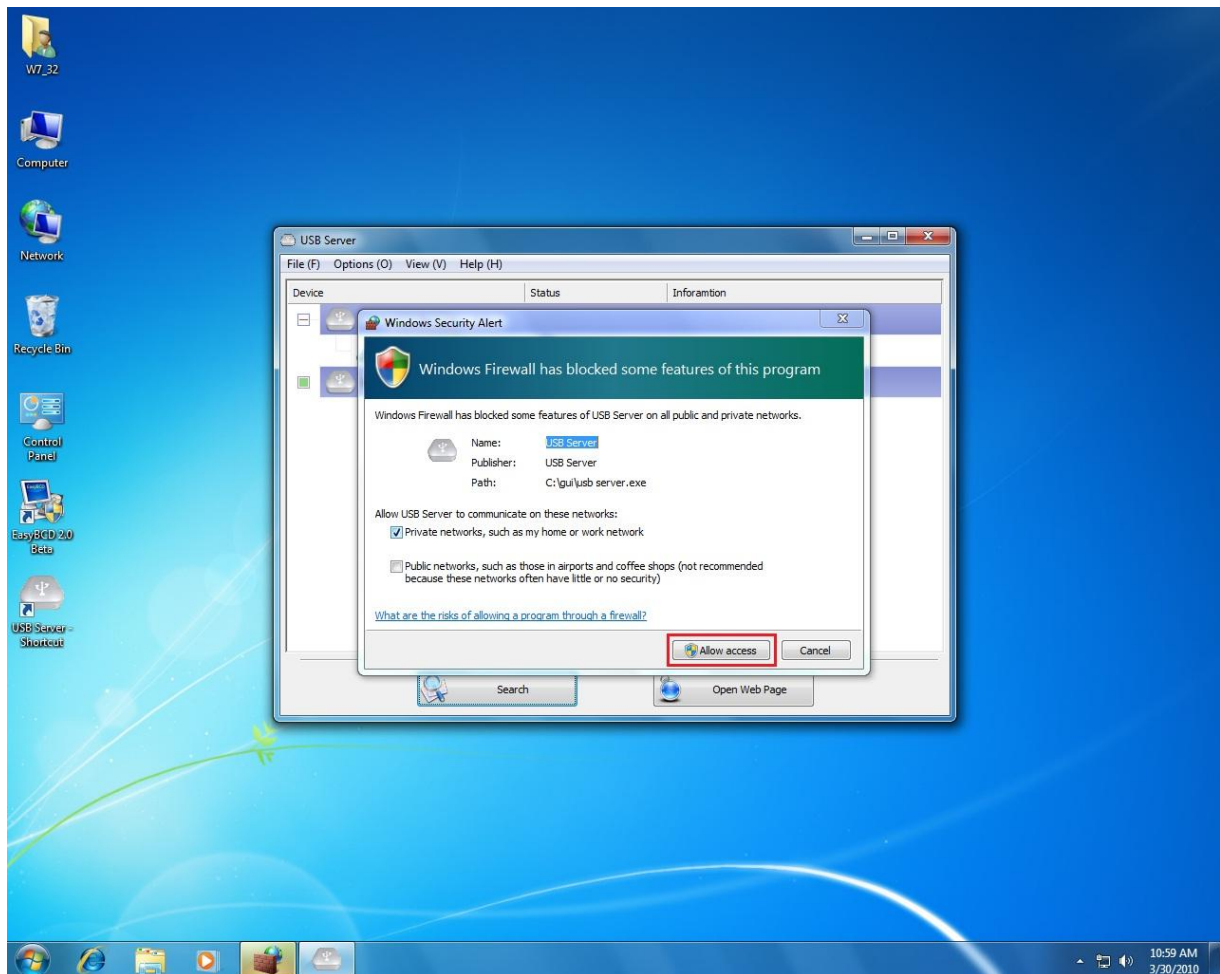 W7_32
Computer
Network
Recycle Bin
Control
Panel
EasyBCD 2.0
Beta
USB Server -
Shortcut
USB Server
File (F) Options (O) View (V) Help (H)
Device Status Inforamtion
Windows Security Alert
Windows Firewall has blocked some features of this program
Windows Firewall has blocked some features of USB Server on all public and private networks.
Name: USB Server
Publisher: USB Server
Path: C:\gui\usb server.exe
Allow USB Server to communicate on these networks:
Private networks, such as my home or work network
Public networks, such as those in airports and coffee shops (not recommended
because these networks often have little or no security)
What are the risks of allowing a program through a firewall?
Allow access Cancel
Search Open Web Page
10:59 AM
3/30/2010